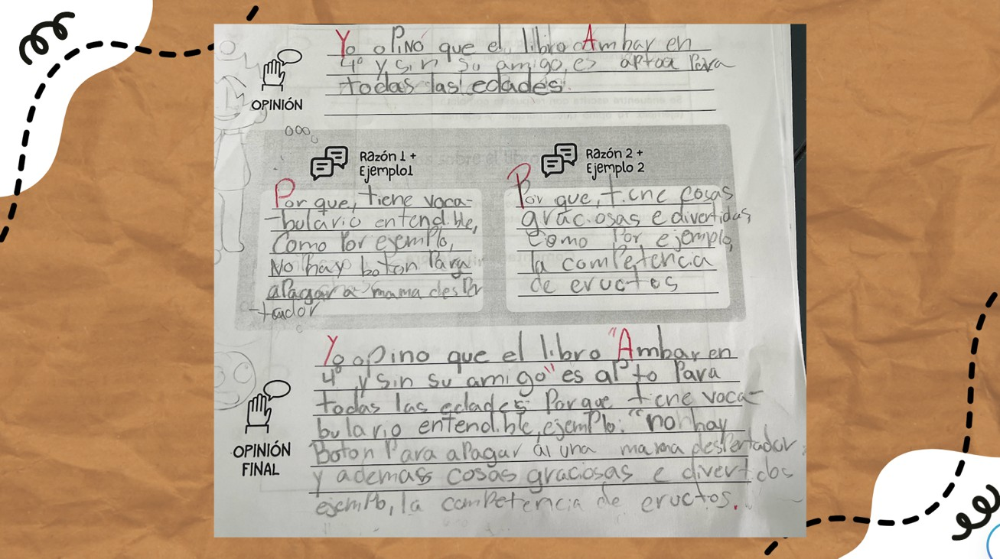 Yo oPiNó que el libro Ambar en
4° y sin su amigo, es aptoa Para
todas las edades.
OPINIÓN
Razón 1 +
Ejemplo1
Por que, tiene voca-
-bulario entendible,
Como Por ejemPlo,
No hay boton Para
aPagar a mama desPer
-tador
Razón 2 +
Ejemplo 2
Por que, tiene cosas
graciosas e divertidas,
Como Por ejemplo,
la comPetencia
de eructos
Yo oPino que el libro "Ambar en
4° y sin su amigo" es aPto Para
todas las edades Porque tiene voca-
bulario entendible, ejemPlo: "no hay
Boton Para aPagar a una mama desPertador
y ademas cosas graciosas e divertidos
ejemPlo, la comPetencia de eructos.
OPINIÓN
FINAL